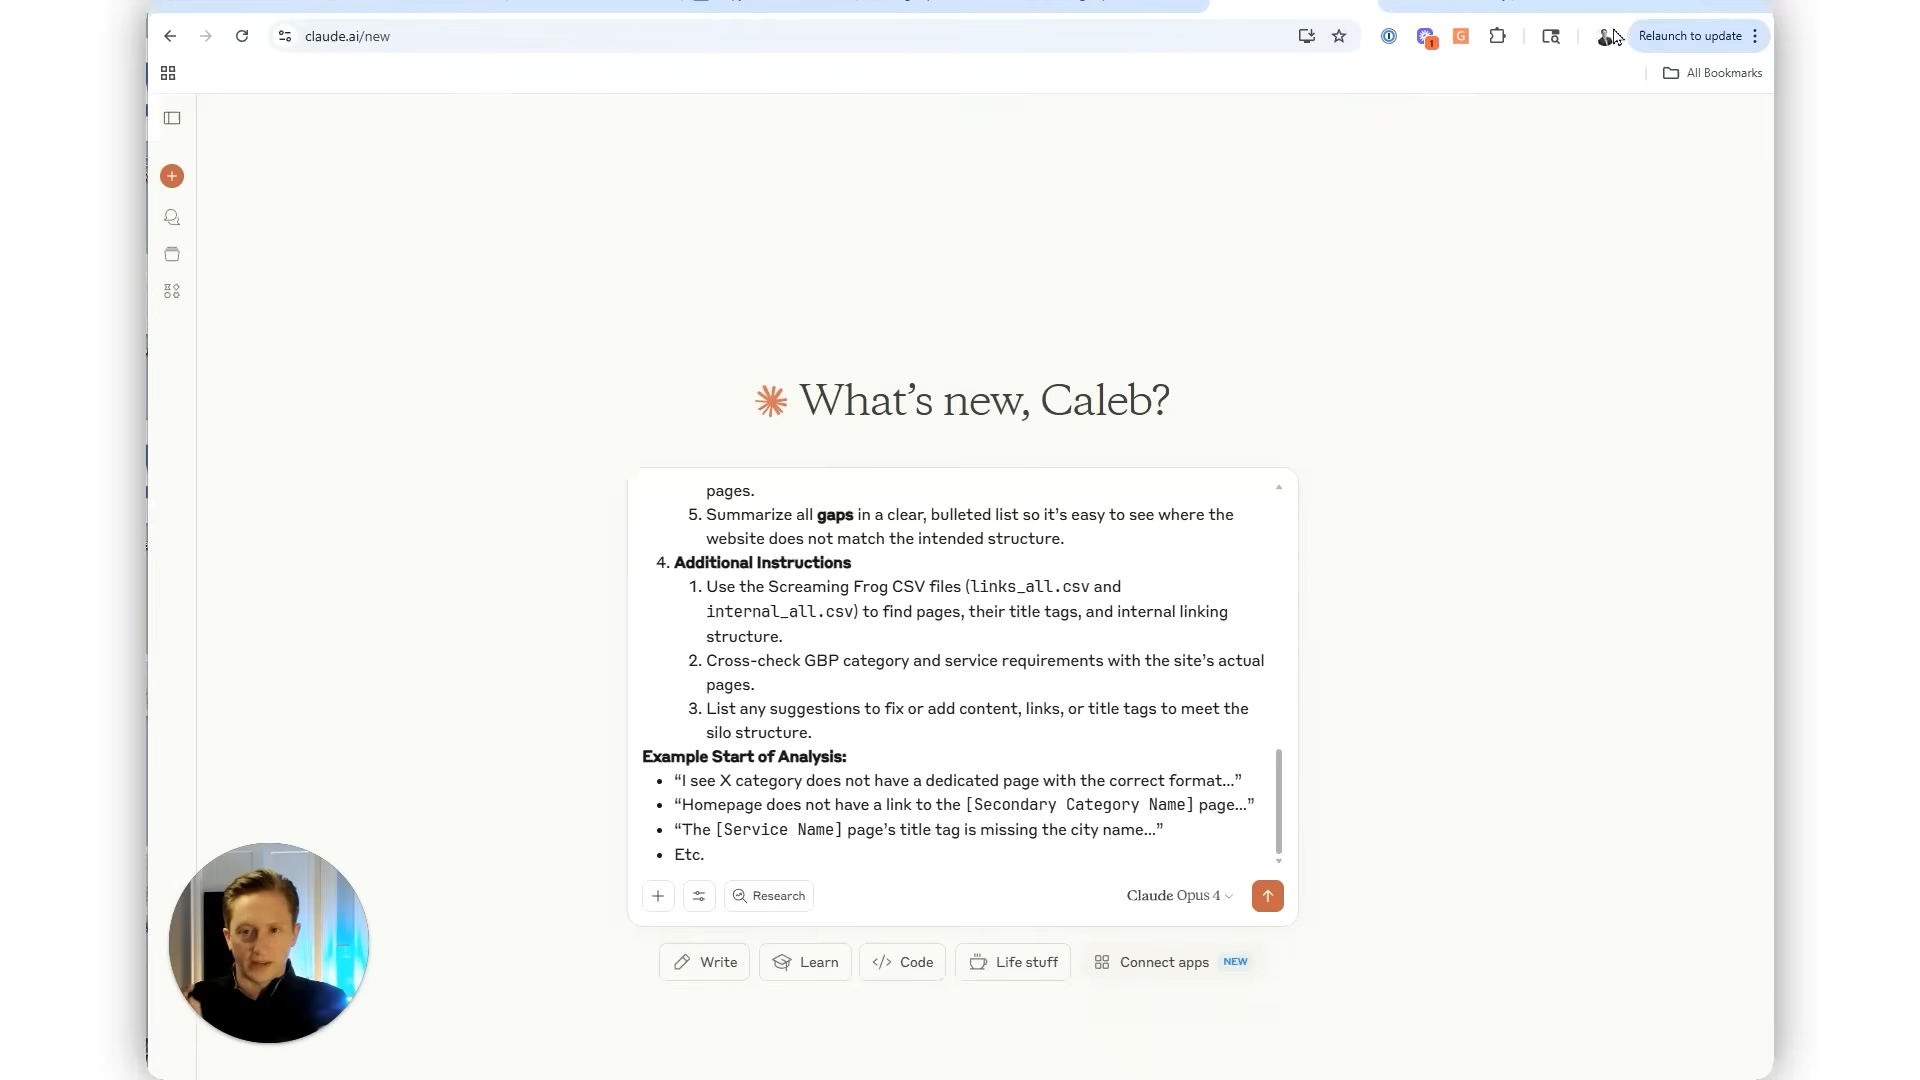 claude.ai/new
1
G
Relaunch to update
All Bookmarks
What's new, Caleb?
pages.
5. Summarize all gaps in a clear, bulleted list so it's easy to see where the
website does not match the intended structure.
4. Additional Instructions
1. Use the Screaming Frog CSV files (links_all.csv and
internal_all.csv) to find pages, their title tags, and internal linking
structure.
2. Cross-check GBP category and service requirements with the site's actual
pages.
3. List any suggestions to fix or add content, links, or title tags to meet the
silo structure.
Example Start of Analysis:
• “I see X category does not have a dedicated page with the correct format...”
• “Homepage does not have a link to the [Secondary Category Name] page...”
• “The [Service Name] page's title tag is missing the city name...”
• Etc.
Research
Claude Opus 4
Write
Learn
Code
Life stuff
Connect apps NEW